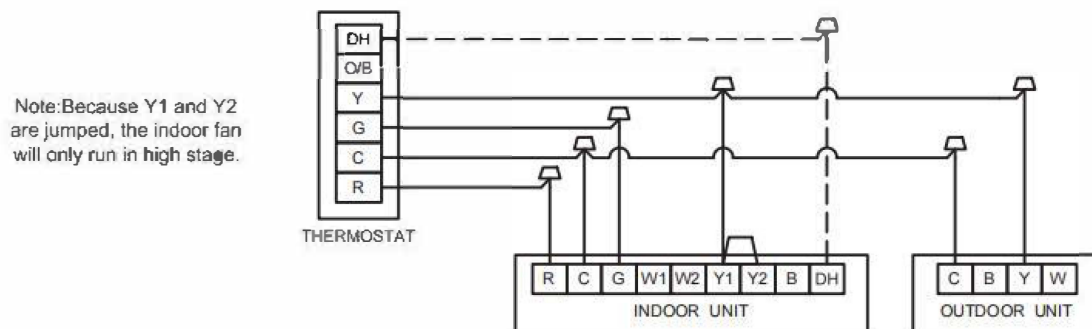 DH
O/B
Y
G
C
R
THERMOSTAT
Note:Because Y1 and Y2
are jumped, the indoor fan
will only run in high stage.
R C G W1 W2 Y1 Y2 B DH
INDOOR UNIT
C B Y W
OUTDOOR UNIT